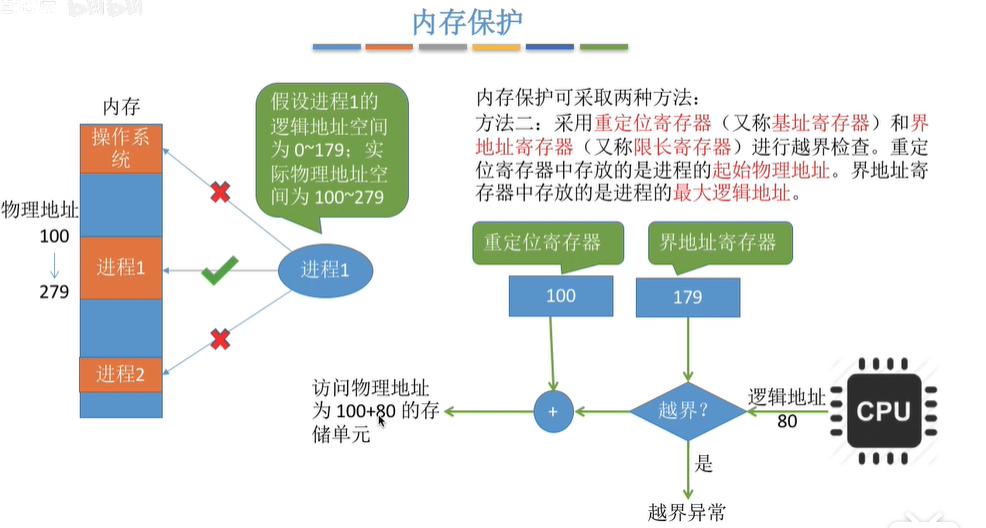 内存保护
内存
操作系
统
物理地址
100
279
进程1
进程2
假设进程1的
逻辑地址空间
为 0~179；实
际物理地址空
间为 100~279
进程1
内存保护可采取两种方法：
方法二：采用重定位寄存器（又称基址寄存器）和界
地址寄存器（又称限长寄存器）进行越界检查。重定
位寄存器中存放的是进程的起始物理地址。界地址寄
存器中存放的是进程的最大逻辑地址。
重定位寄存器
界地址寄存器
100
179
访问物理地址
为 100+80 的存
储单元
+
越界？
逻辑地址
80
CPU
是
越界异常